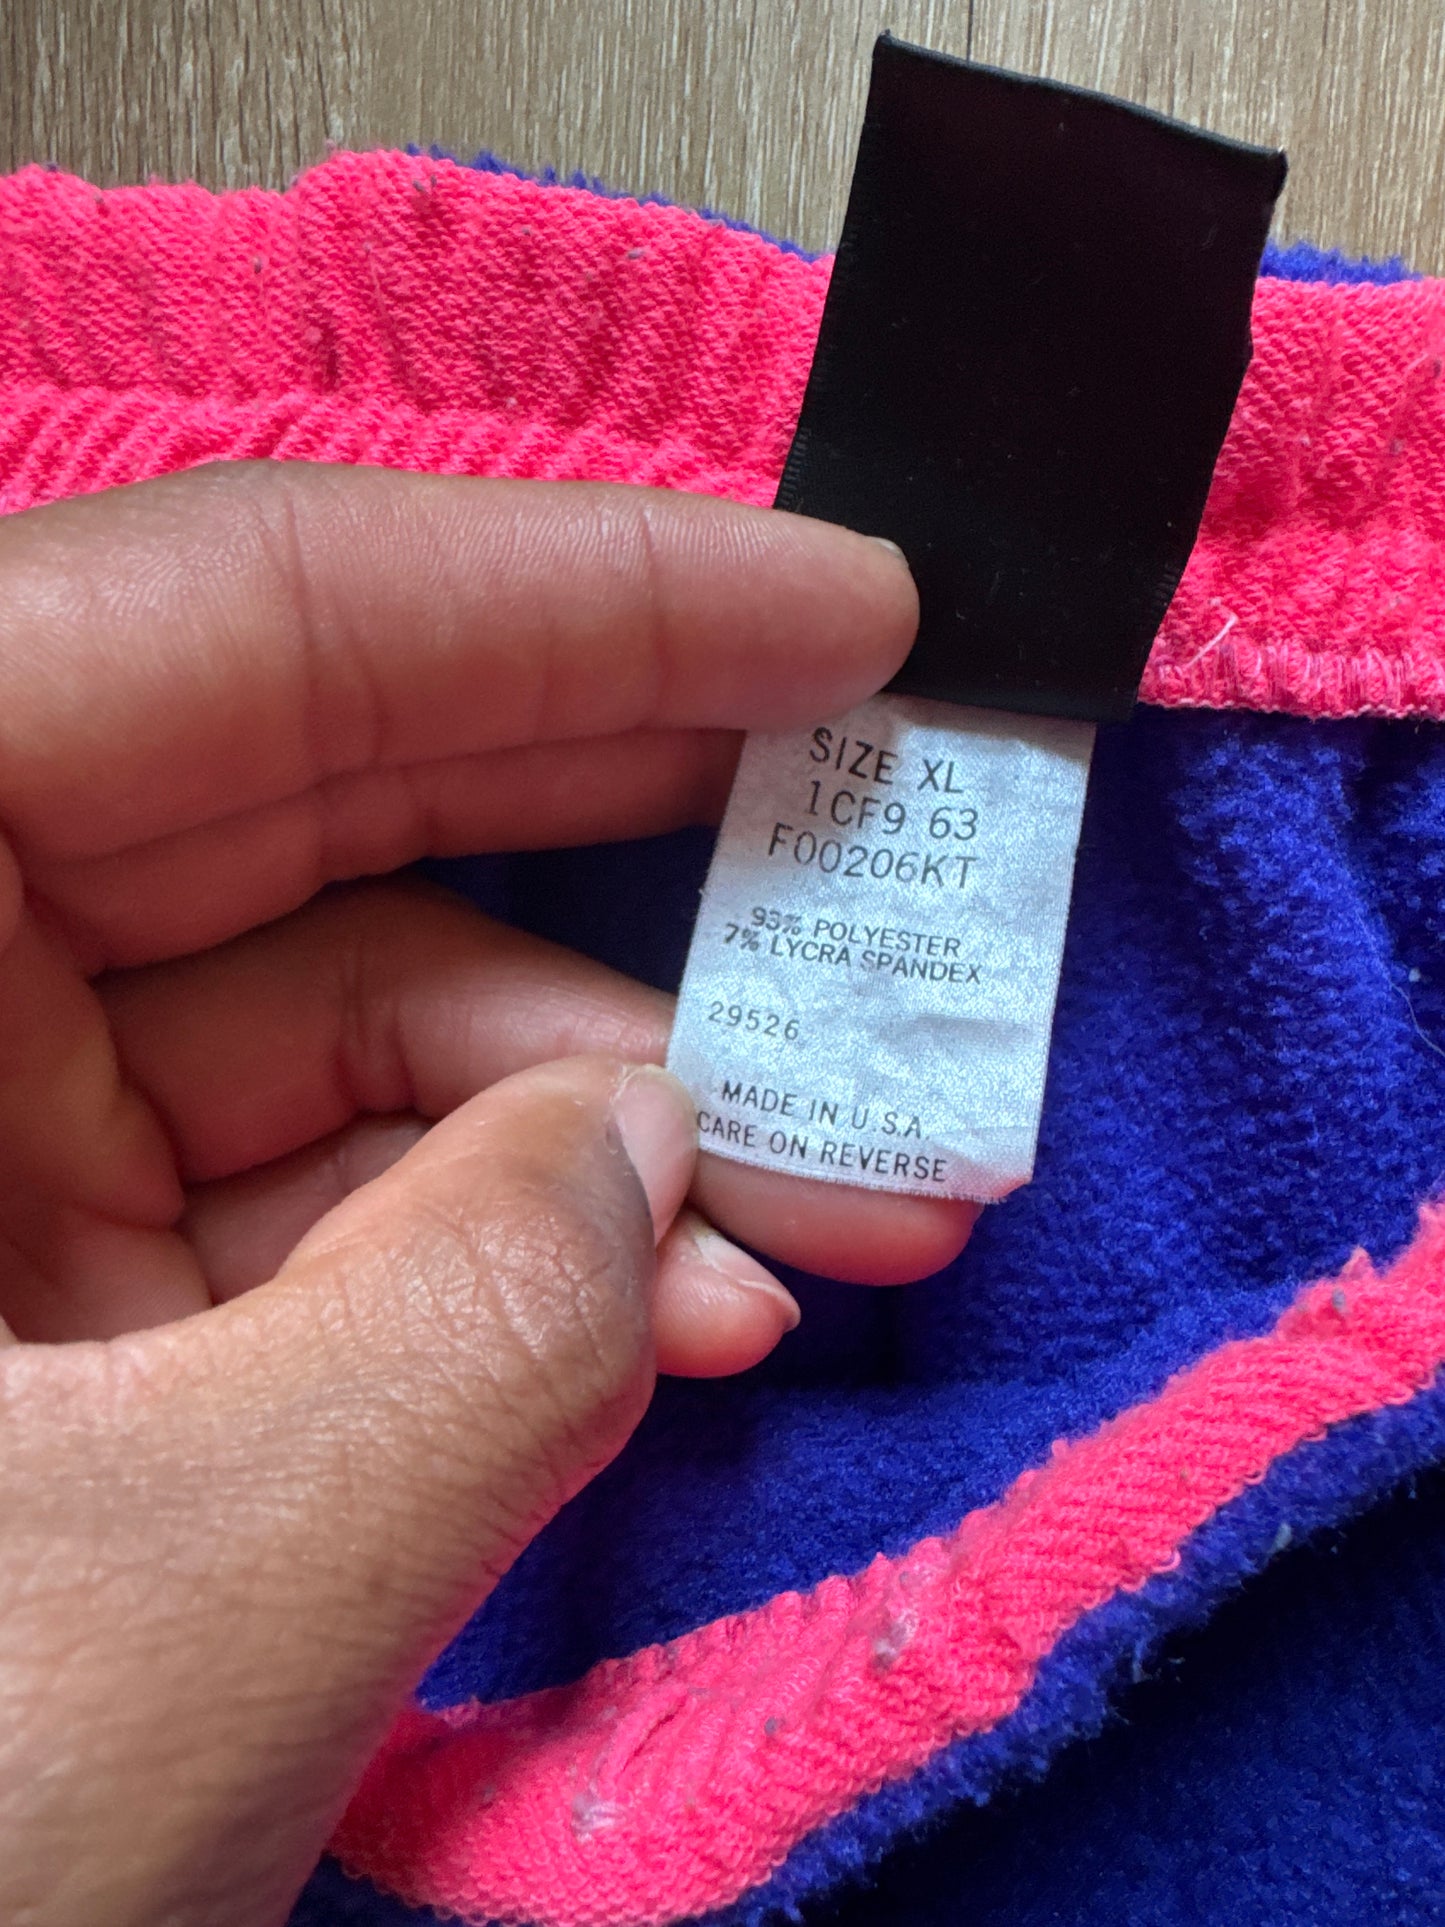 SIZE XL
1CF9 63
F00206KT
93% POLYESTER
7% LYCRA SPANDEX
29526
MADE IN U.S.A.
CARE ON REVERSE